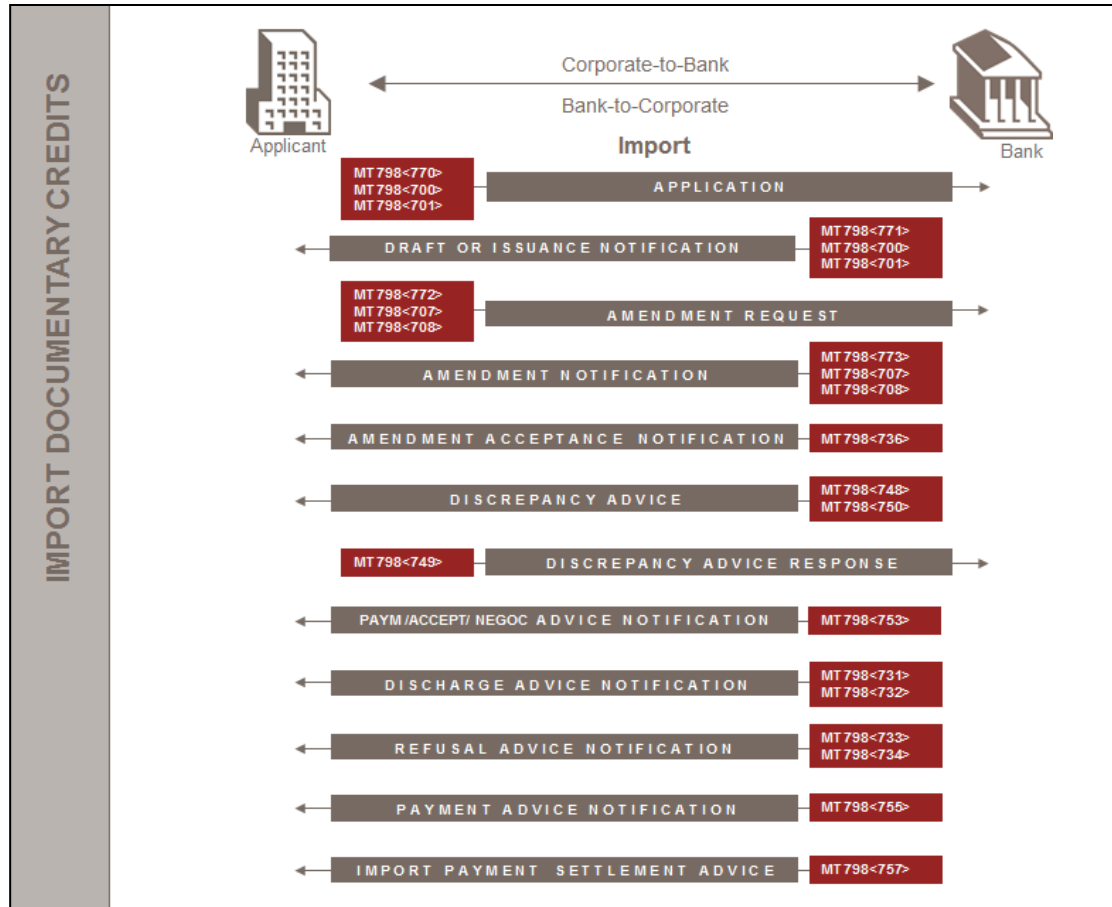 IMPORT DOCUMENTARY CREDITS
Corporate-to-Bank
Bank-to-Corporate
Applicant
Import
Bank
MT798<770>
MT798<700>
MT798<701>
APPLICATION
DRAFT OR ISSUANCE NOTIFICATION
MT798<771>
MT798<700>
MT798<701>
MT798<772>
MT798<707>
MT798<708>
AMENDMENT REQUEST
AMENDMENT NOTIFICATION
MT798<773>
MT798<707>
MT798<708>
AMENDMENT ACCEPTANCE NOTIFICATION
MT798<736>
DISCREPANCY ADVICE
MT798<748>
MT798<750>
MT798<749>
DISCREPANCY ADVICE RESPONSE
PAYM/ACCEPT/ NEGOC ADVICE NOTIFICATION
MT798<753>
DISCHARGE ADVICE NOTIFICATION
MT798<731>
MT798<732>
REFUSAL ADVICE NOTIFICATION
MT798<733>
MT798<734>
PAYMENT ADVICE NOTIFICATION
MT798<755>
IMPORT PAYMENT SETTLEMENT ADVICE
MT798<757>